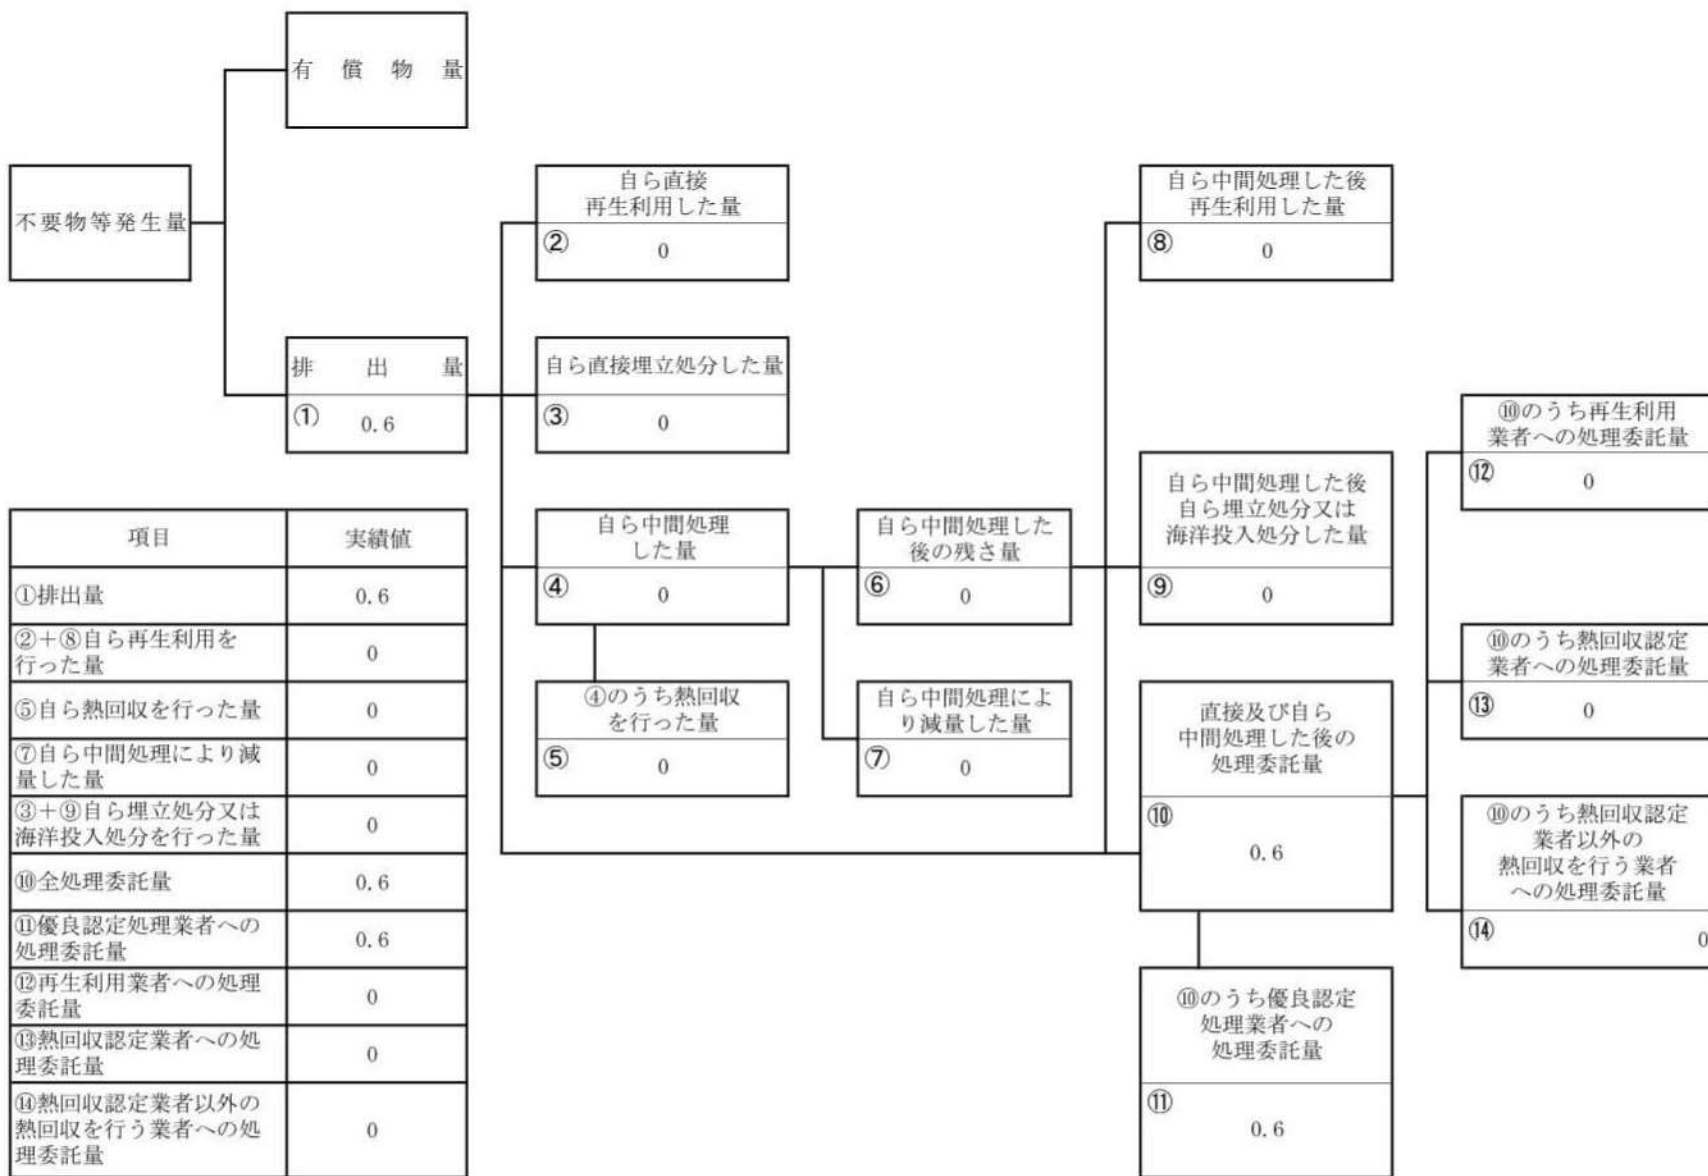 有償物量
不要物等発生量
排出量
① 0.6
自ら直接
再生利用した量
② 0
自ら直接埋立処分した量
③ 0
自ら中間処理
した量
④ 0
④のうち熱回収
を行った量
⑤ 0
自ら中間処理した
後の残さ量
⑥ 0
自ら中間処理によ
り減量した量
⑦ 0
自ら中間処理した後
再生利用した量
⑧ 0
自ら中間処理した後
自ら埋立処分又は
海洋投入処分した量
⑨ 0
直接及び自ら
中間処理した後の
処理委託量
⑩
0.6
⑩のうち優良認定
処理業者への
処理委託量
⑪
0.6
⑩のうち再生利用
業者への処理委託量
⑫ 0
⑩のうち熱回収認定
業者への処理委託量
⑬ 0
⑩のうち熱回収認定
業者以外の
熱回収を行う業者
への処理委託量
⑭ 0
項目 実績値
①排出量 0.6
②+⑧自ら再生利用を
行った量 0
⑤自ら熱回収を行った量 0
⑦自ら中間処理により減
量した量 0
③+⑨自ら埋立処分又は
海洋投入処分を行った量 0
⑩全処理委託量 0.6
⑪優良認定処理業者への
処理委託量 0.6
⑫再生利用業者への処理
委託量 0
⑬熱回収認定業者への処
理委託量 0
⑭熱回収認定業者以外の
熱回収を行う業者への処
理委託量 0